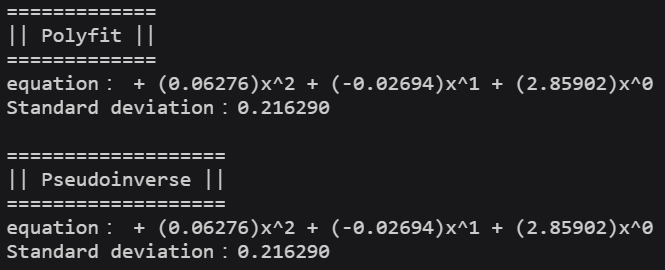 =============
|| Polyfit ||
=============
equation :  + (0.06276)x^2 + (-0.02694)x^1 + (2.85902)x^0
Standard deviation : 0.216290

===================
|| Pseudoinverse ||
===================
equation :  + (0.06276)x^2 + (-0.02694)x^1 + (2.85902)x^0
Standard deviation : 0.216290